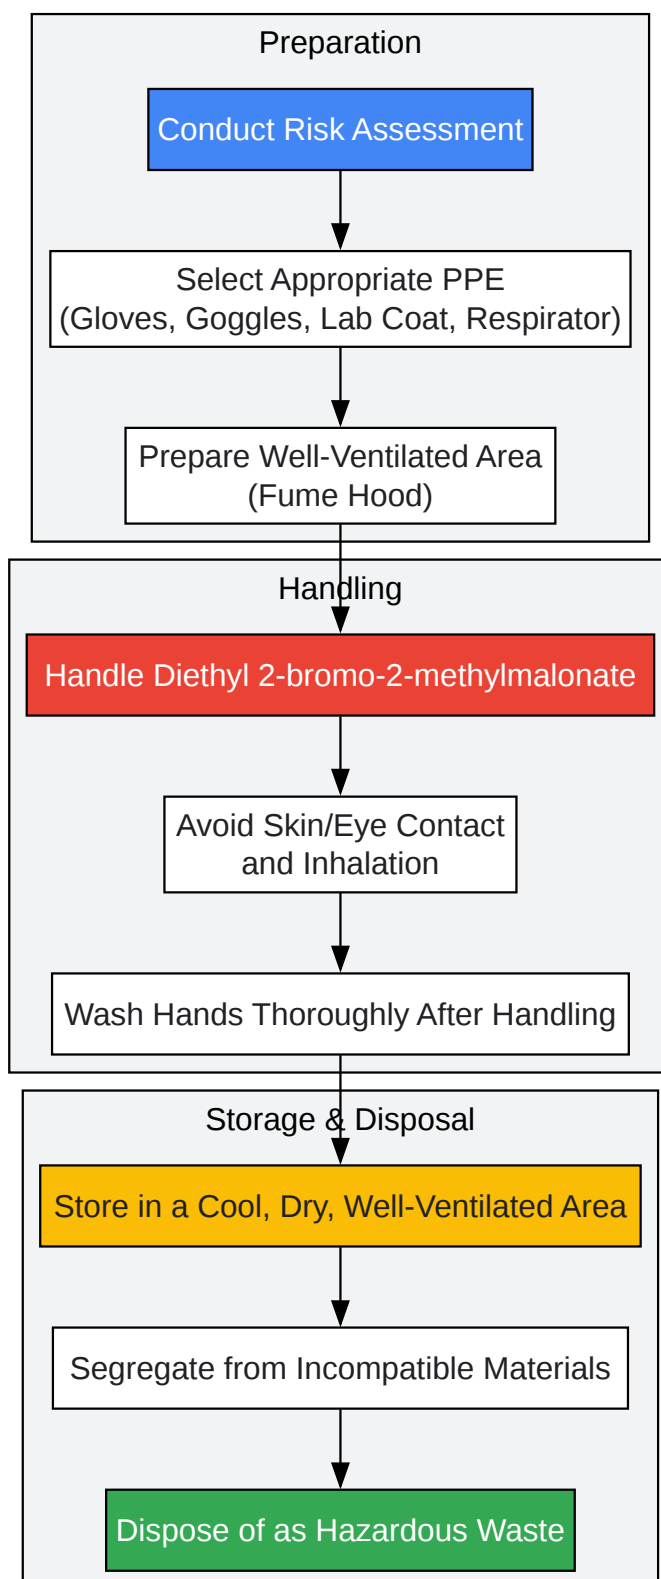 Preparation
Conduct Risk Assessment
Select Appropriate PPE
(Gloves, Goggles, Lab Coat, Respirator)
Prepare Well-Ventilated Area
(Fume Hood)
Handling
Handle Diethyl 2-bromo-2-methylmalonate
Avoid Skin/Eye Contact
and Inhalation
Wash Hands Thoroughly After Handling
Storage & Disposal
Store in a Cool, Dry, Well-Ventilated Area
Segregate from Incompatible Materials
Dispose of as Hazardous Waste